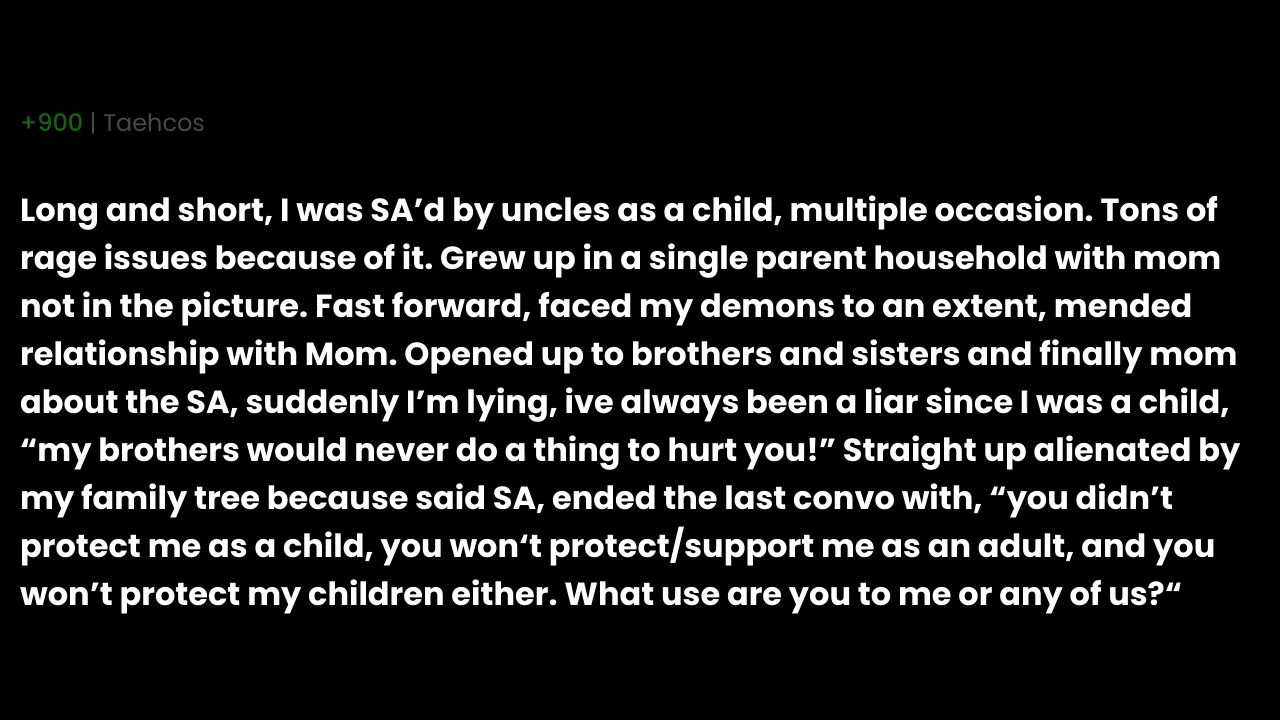 +900 | Taehcos
Long and short, I was SA’d by uncles as a child, multiple occasion. Tons of
rage issues because of it. Grew up in a single parent household with mom
not in the picture. Fast forward, faced my demons to an extent, mended
relationship with Mom. Opened up to brothers and sisters and finally mom
about the SA, suddenly I’m lying, ive always been a liar since I was a child,
“my brothers would never do a thing to hurt you!” Straight up alienated by
my family tree because said SA, ended the last convo with, “you didn’t
protect me as a child, you won‘t protect/support me as an adult, and you
won’t protect my children either. What use are you to me or any of us?“